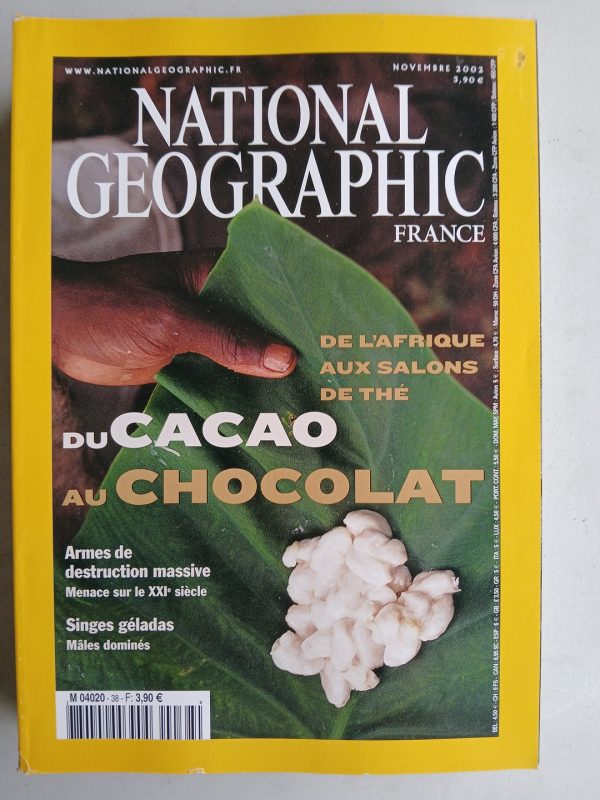 WWW.NATIONALGEOGRAPHIC.FR
NOVEMBRE 2002
3,90 €
NATIONAL
GEOGRAPHIC
FRANCE
DE L'AFRIQUE
AUX SALONS
DE THÉ
DU CACAO
AU CHOCOLAT
Armes de
destruction massive
Menace sur le XXIe siècle
Singes géladas
Mâles dominés
M 04020 - 38 - F: 3,90 €